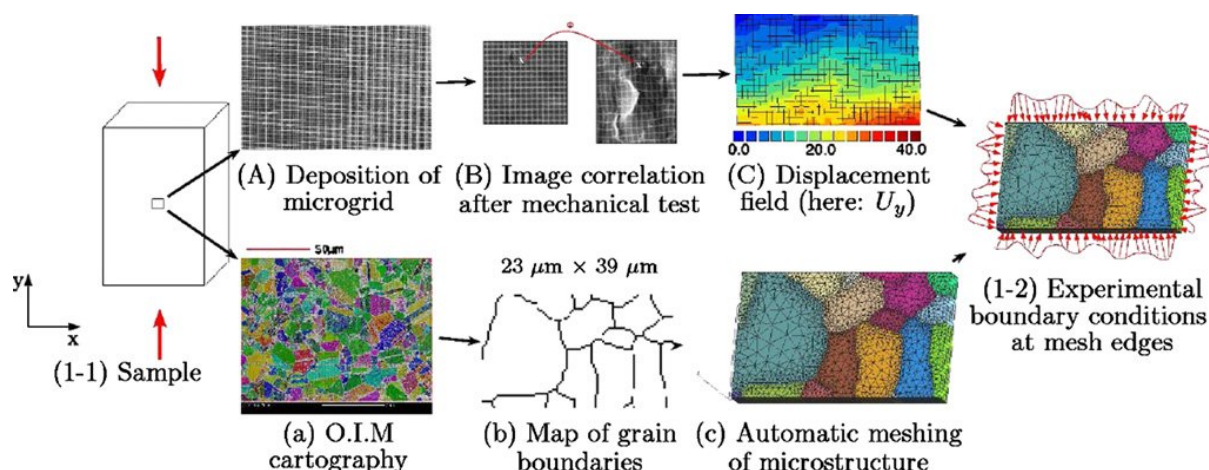 (A) Deposition of
microgrid
(B) Image correlation
after mechanical test
0.0 20.0 40.0
(C) Displacement
field (here: U_y)
y
x
(1-1) Sample
50μm
(a) O.I.M
cartography
23 μm × 39 μm
(b) Map of grain
boundaries
(c) Automatic meshing
of microstructure
(1-2) Experimental
boundary conditions
at mesh edges